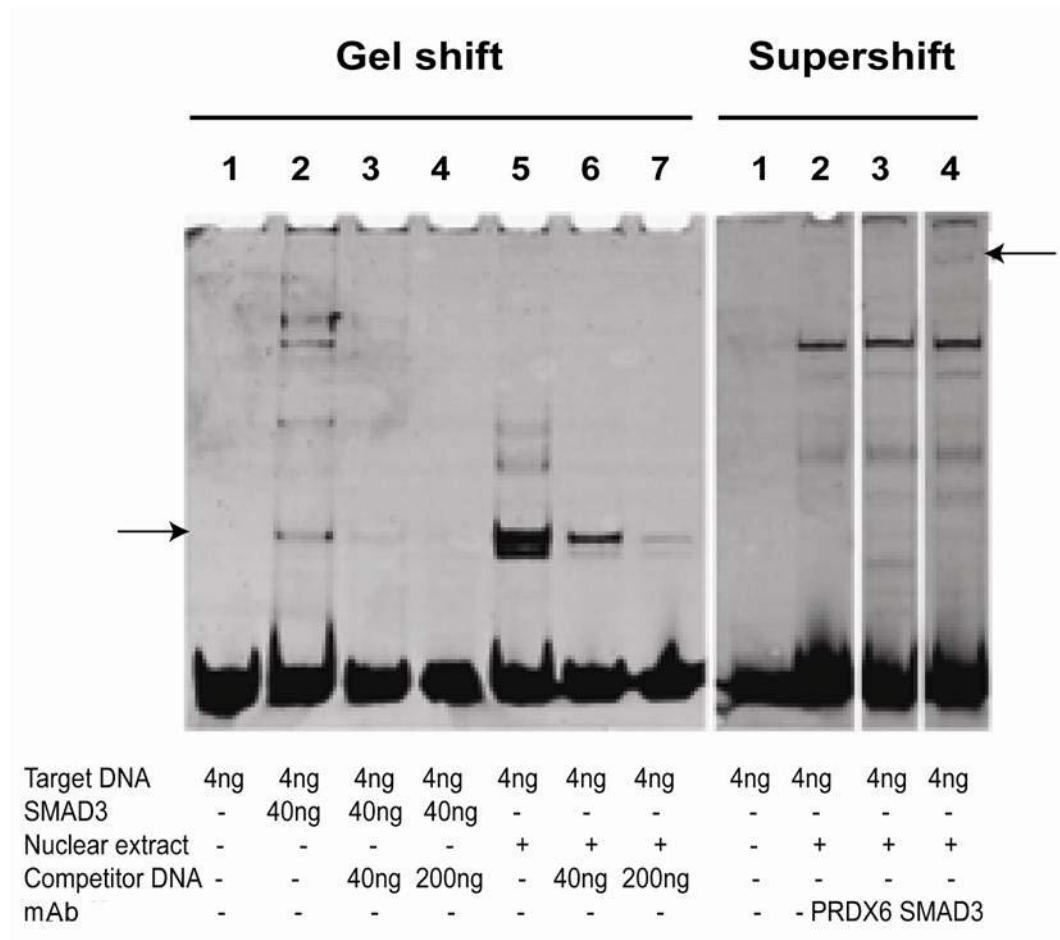 Gel shift Supershift
1 2 3 4 5 6 7 1 2 3 4
Target DNA 4ng 4ng 4ng 4ng 4ng 4ng 4ng 4ng 4ng 4ng 4ng
SMAD3 - 40ng 40ng 40ng - - - - - - -
Nuclear extract - - - - + + + - + + +
Competitor DNA - - 40ng 200ng - 40ng 200ng - - - -
mAb - - - - - - - - - PRDX6 SMAD3